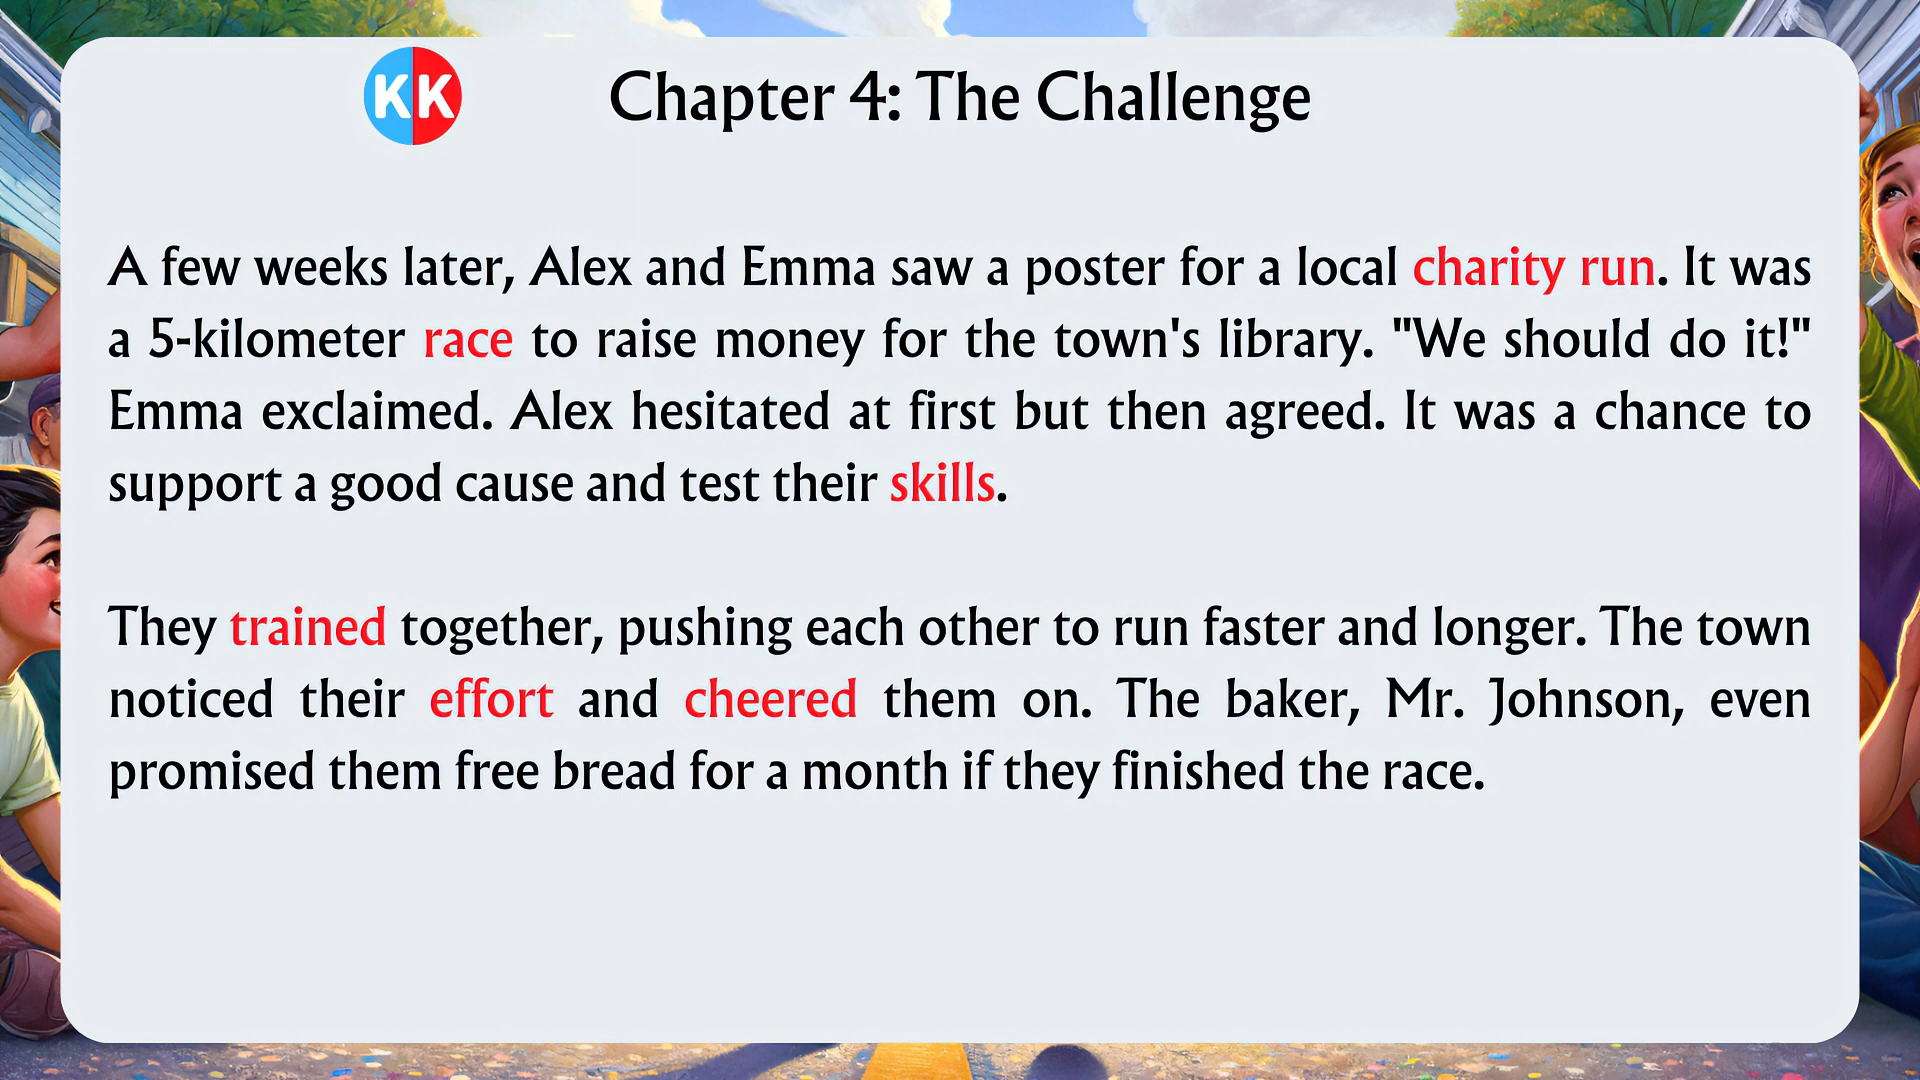 KK
Chapter 4: The Challenge
A few weeks later, Alex and Emma saw a poster for a local charity run. It was
a 5-kilometer race to raise money for the town's library. "We should do it!"
Emma exclaimed. Alex hesitated at first but then agreed. It was a chance to
support a good cause and test their skills.
They trained together, pushing each other to run faster and longer. The town
noticed their effort and cheered them on. The baker, Mr. Johnson, even
promised them free bread for a month if they finished the race.